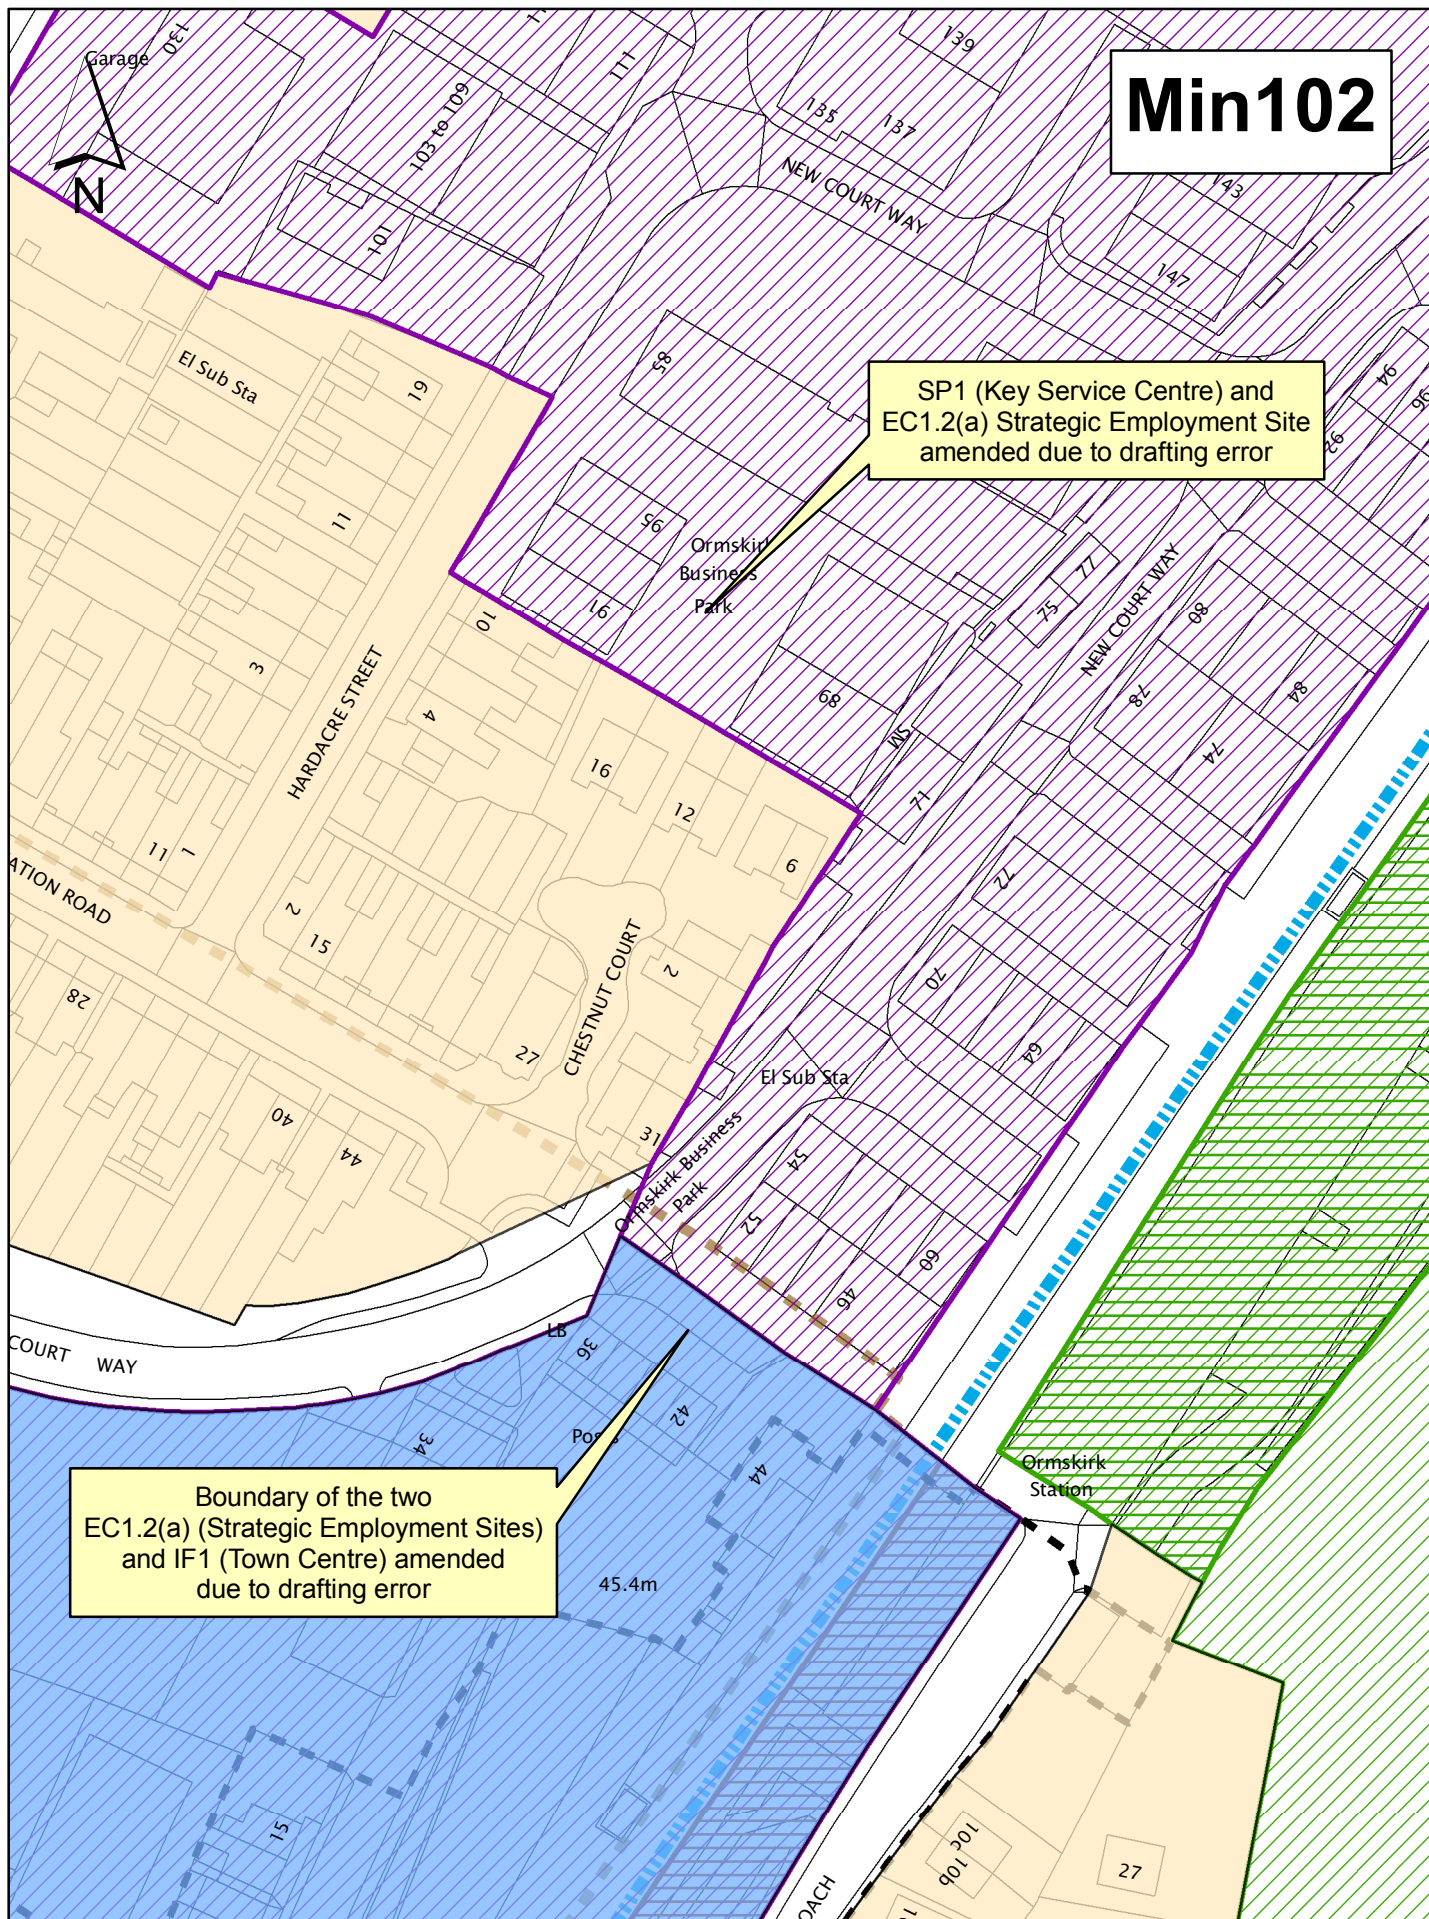 Min102
Garage
N
130
103 to 109
111
101
139
135
137
NEW COURT WAY
143
147
94
96
92
85
SP1 (Key Service Centre) and
EC1.2(a) Strategic Employment Site
amended due to drafting error
El Sub Sta
19
11
95
91
Ormskirk
Business
Park
77
75
NEW COURT WAY
80
78
84
74
89
SM
71
10
3
4
HARDACRE STREET
16
12
6
11
1
ATION ROAD
2
15
72
70
64
28
27
CHESTNUT COURT
2
El Sub Sta
40
44
31
Ormskirk Business
Park
54
52
60
46
COURT WAY
LB
36
34
42
44
Ormskirk
Station
Boundary of the two
EC1.2(a) (Strategic Employment Sites)
and IF1 (Town Centre) amended
due to drafting error
45.4m
15
10c
10b
27
OACH